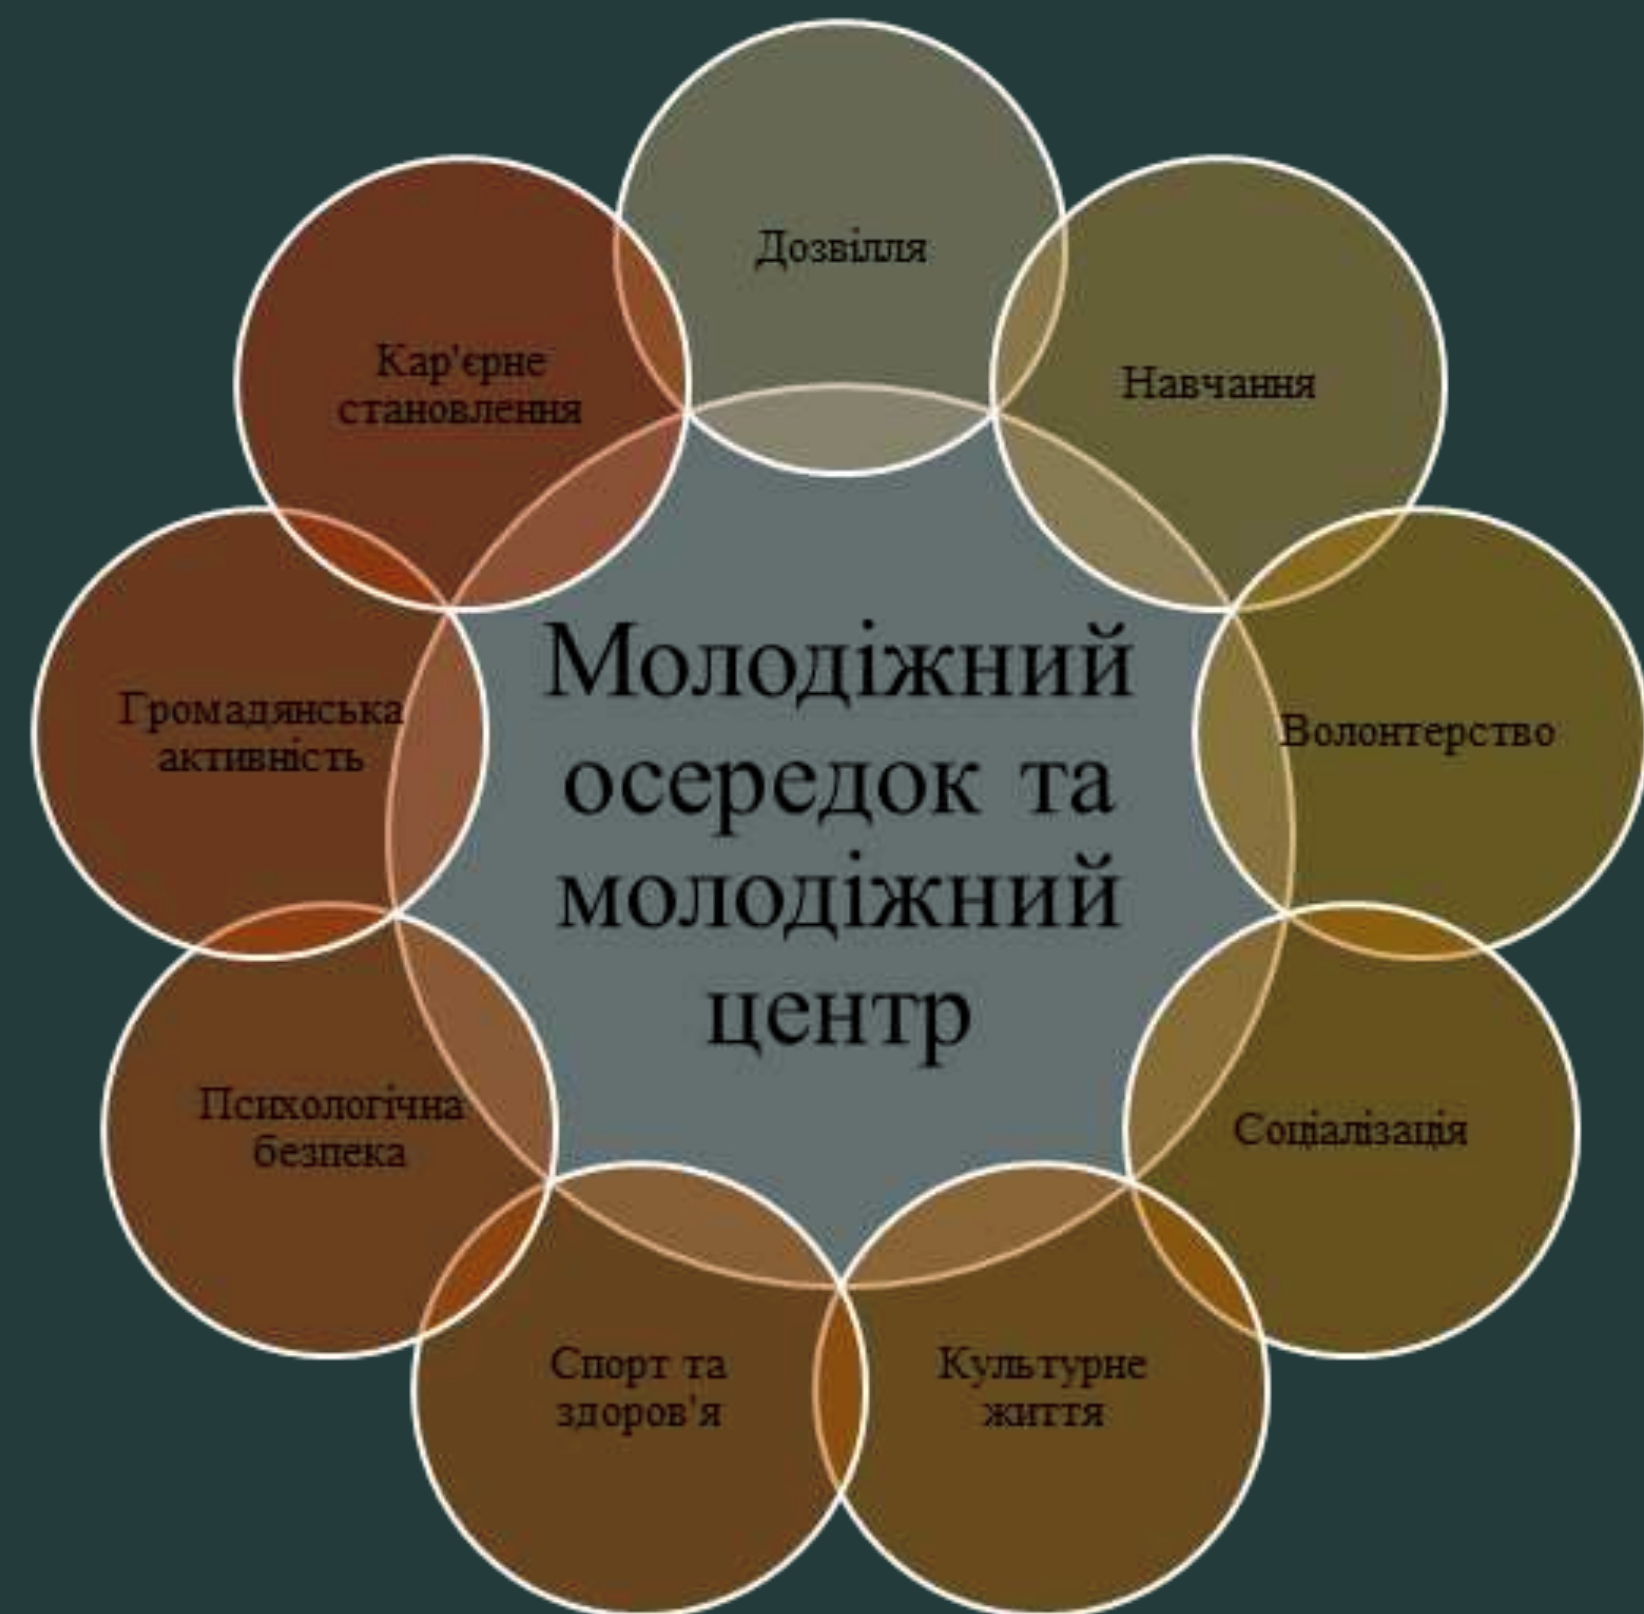 Дозвілля
Навчання
Волонтерство
Соціалізація
Культурне
життя
Спорт та
здоров'я
Психологічна
безпека
Громадянська
активність
Кар'єрне
становлення
Молодіжний
осередок та
молодіжний
центр